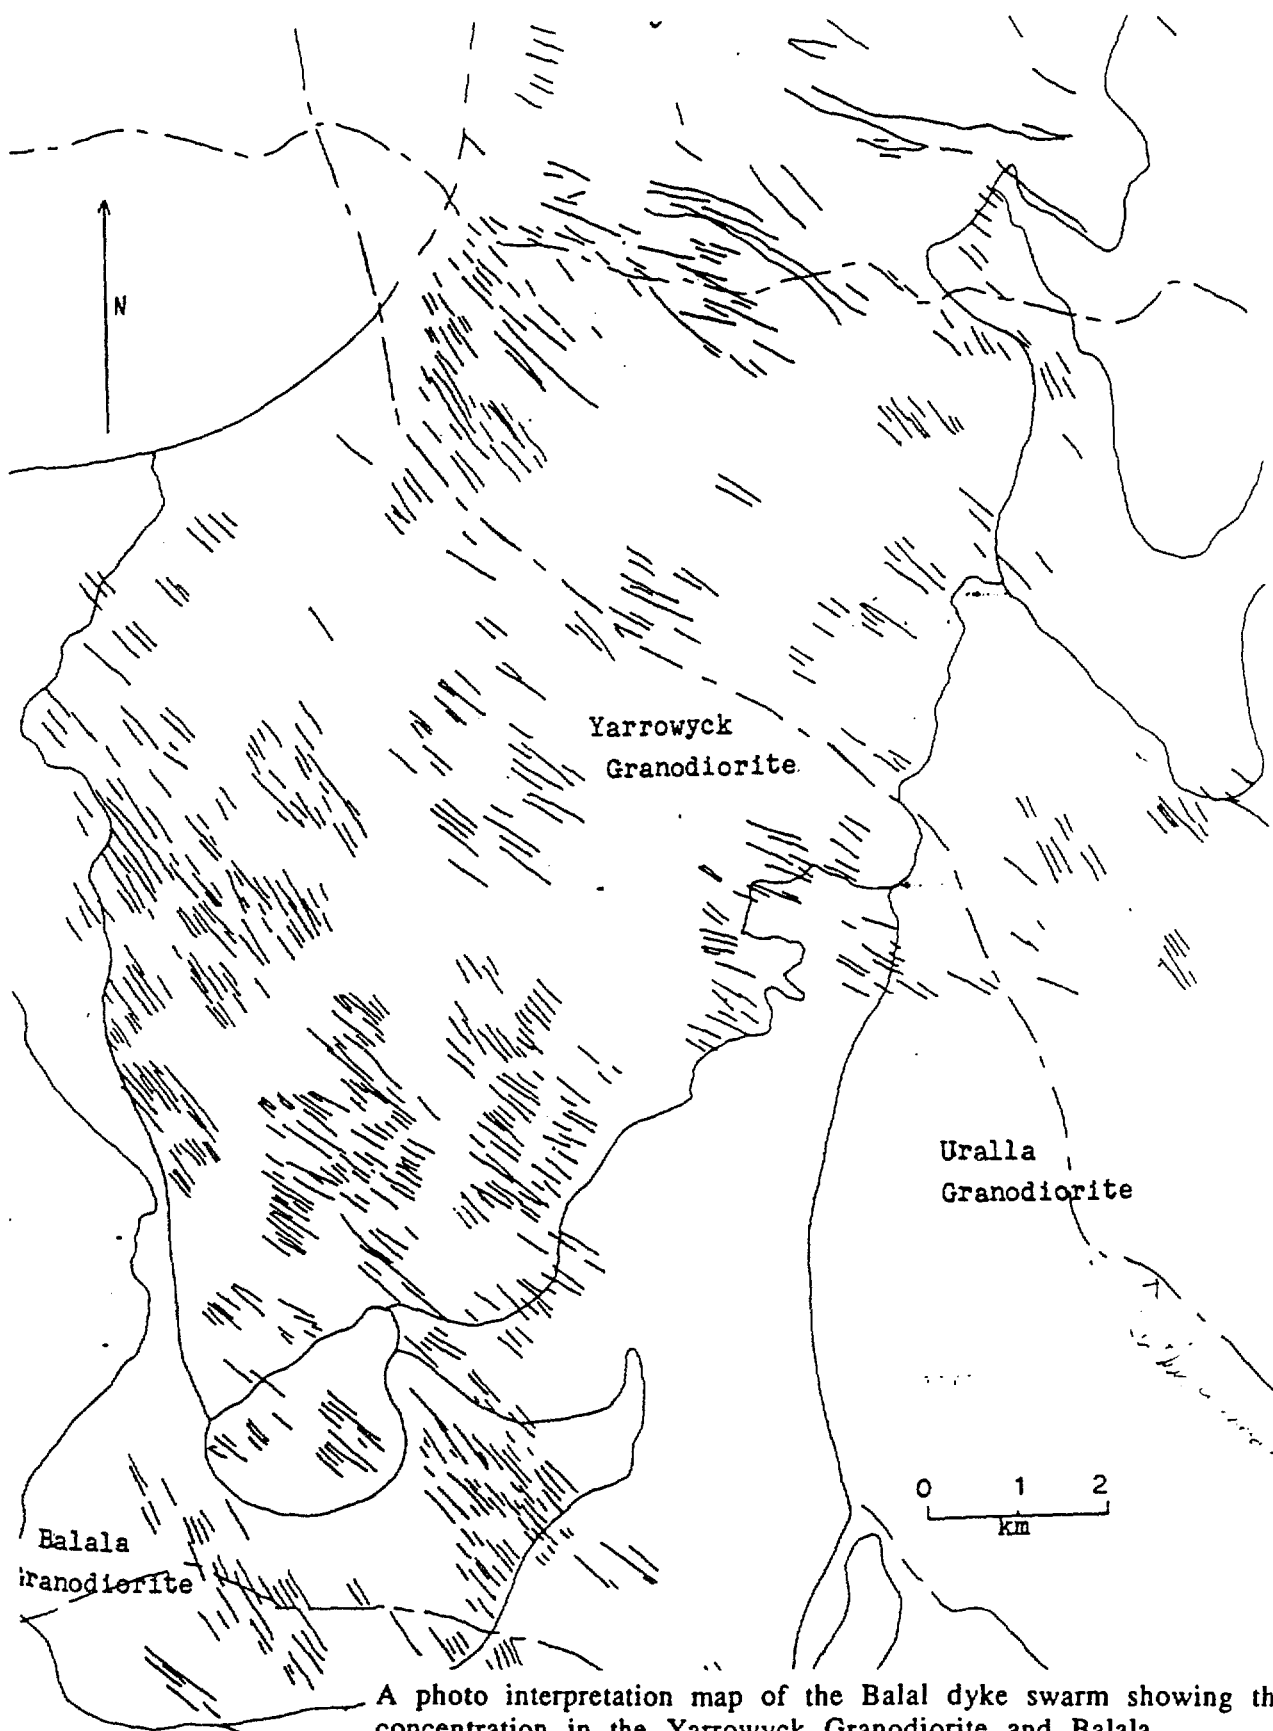 N
Yarrowyck
Granodiorite
Uralla
Granodiorite
0 1 2
km
Balala
iranodiorite
A photo interpretation map of the Balal dyke swarm showing th
concentration in the Yarrowyck Granodiorite and Balala